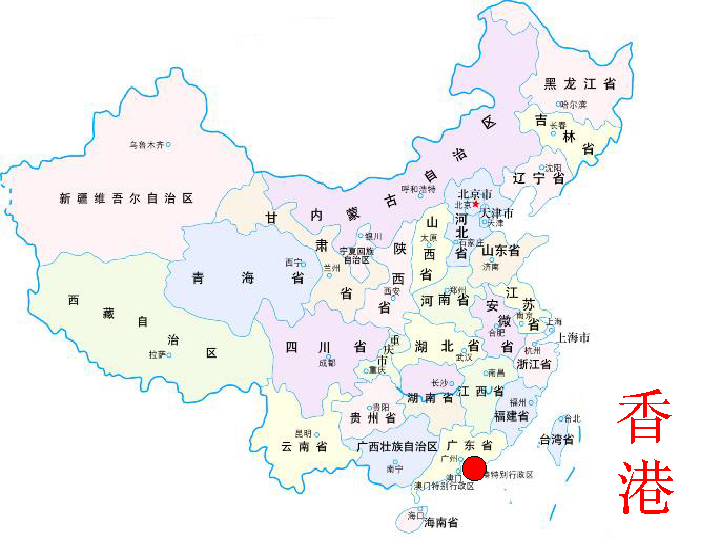 黑龙江省
哈尔滨
吉林省
长春
乌鲁木齐
沈阳
辽宁省
新疆维吾尔自治区
内蒙古自治区
呼和浩特
北京市
北京
天津市
天津
甘肃省
银川
宁夏回族
自治区
山西省
太原
河北省
石家庄
山东省
济南
青海省
西宁
兰州
陕西省
西安
河南省
郑州
江苏省
南京
安徽省
合肥
上海
上海市
西藏自治区
拉萨
四川省
成都
重庆市
重庆
湖北省
武汉
杭州
浙江省
南昌
江西省
长沙
湖南省
贵阳
贵州省
福州
福建省
台北
台湾省
昆明
云南省
广西壮族自治区
南宁
广东省
广州
澳门
港特别行政区
澳门特别行政区
海口
海南省
香港